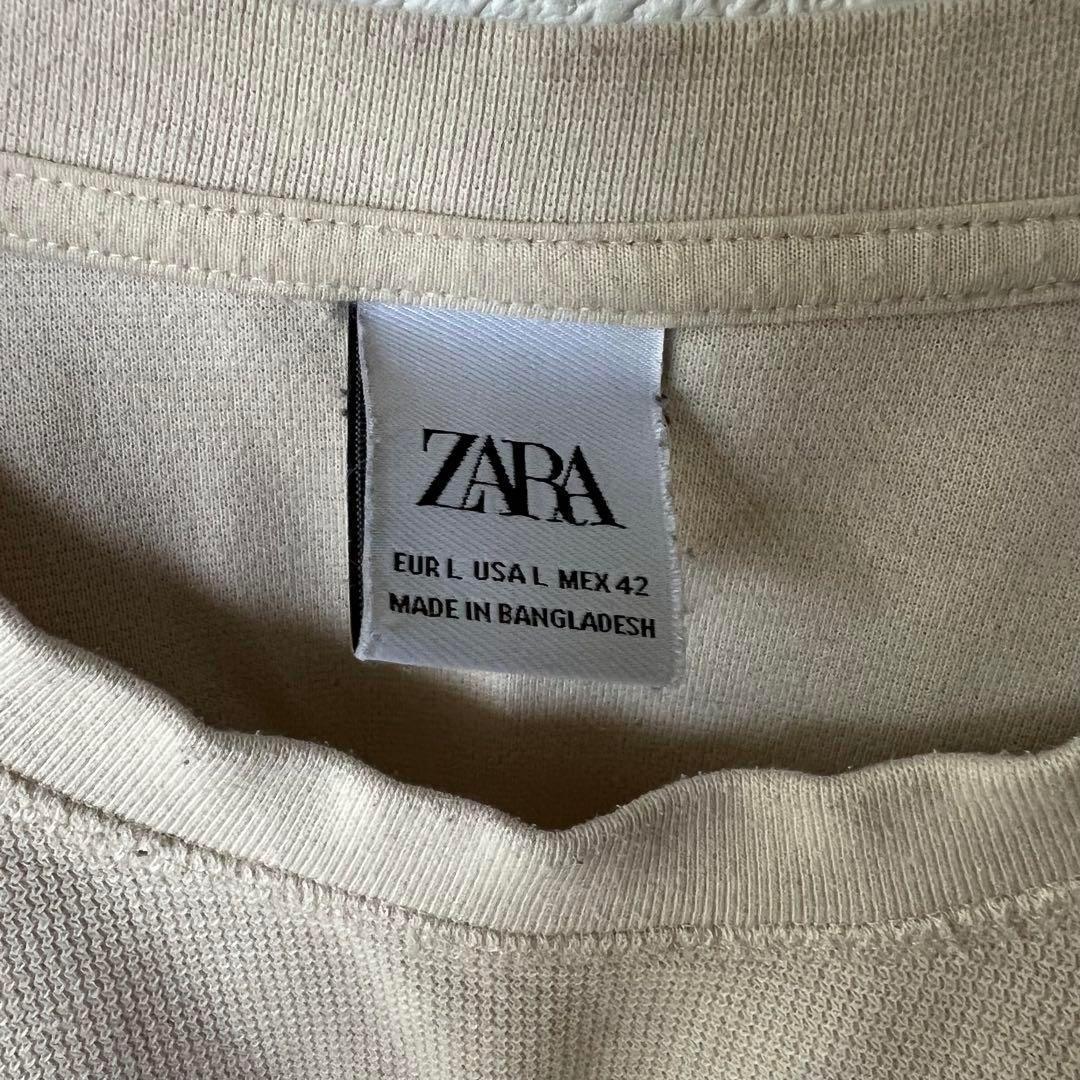 ZARA
EUR L USA L MEX 42
MADE IN BANGLADESH